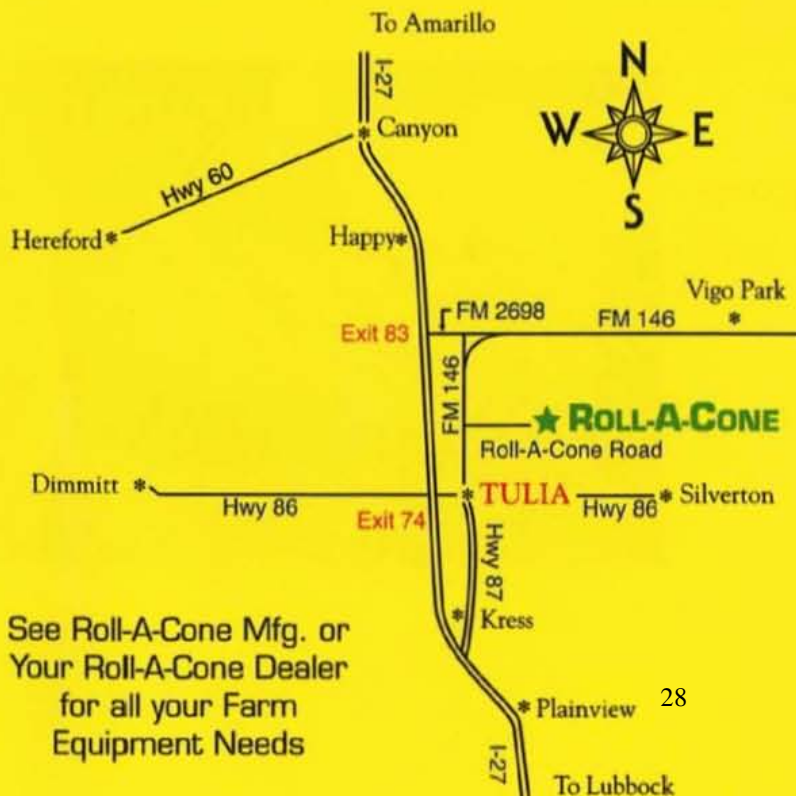 To Amarillo
I-27
N
W E
S
Canyon
Hwy 60
Hereford
Happy
Vigo Park
FM 2698
FM 146
Exit 83
FM 146
ROLL-A-CONE
Roll-A-Cone Road
Dimmitt
Hwy 86
Exit 74
TULIA
Hwy 86
Silverton
Hwy 87
Kress
See Roll-A-Cone Mfg. or
Your Roll-A-Cone Dealer
for all your Farm
Equipment Needs
Plainview
28
I-27
To Lubbock